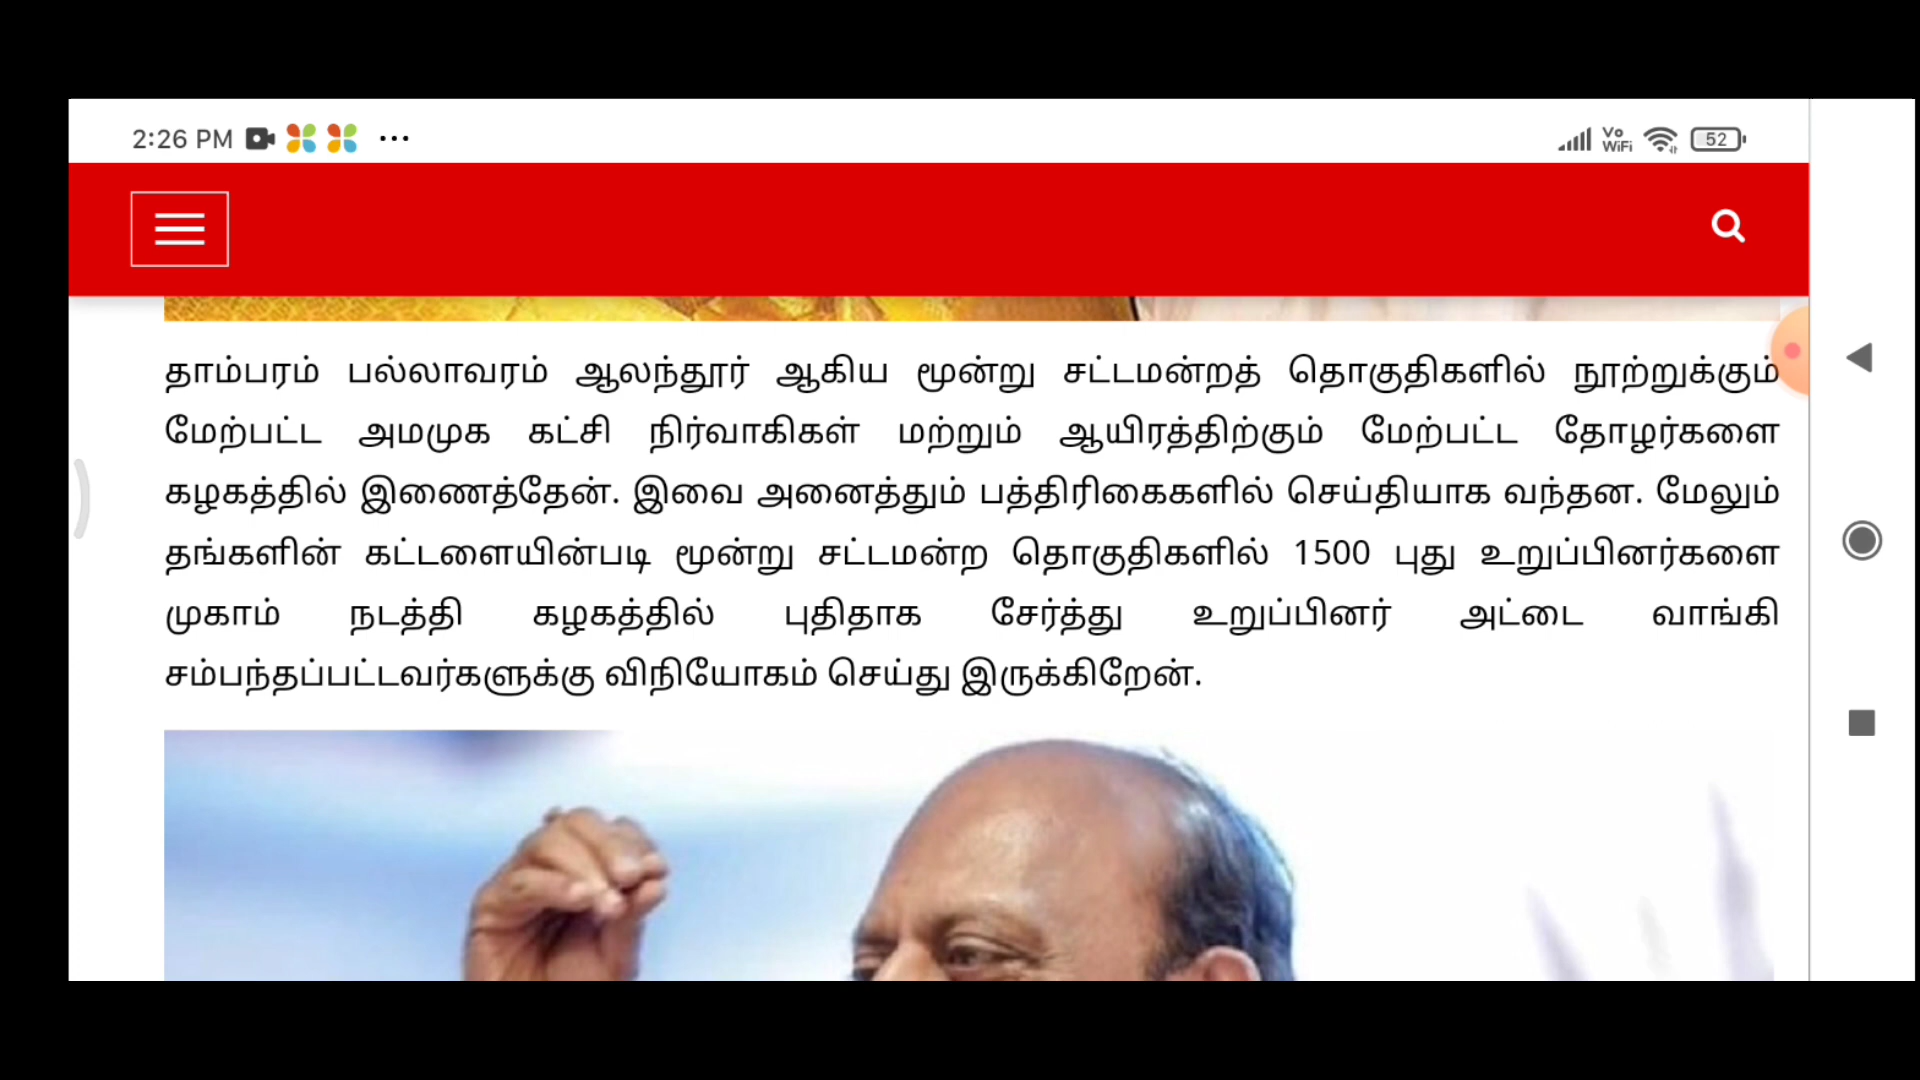 2:26 PM
Vo
WiFi
52
தாம்பரம் பல்லாவரம் ஆலந்தூர் ஆகிய மூன்று சட்டமன்றத் தொகுதிகளில் நூற்றுக்கும்
மேற்பட்ட அமமுக கட்சி நிர்வாகிகள் மற்றும் ஆயிரத்திற்கும் மேற்பட்ட தோழர்களை
கழகத்தில் இணைத்தேன். இவை அனைத்தும் பத்திரிகைகளில் செய்தியாக வந்தன. மேலும்
தங்களின் கட்டளையின்படி மூன்று சட்டமன்ற தொகுதிகளில் 1500 புது உறுப்பினர்களை
முகாம் நடத்தி கழகத்தில் புதிதாக சேர்த்து உறுப்பினர் அட்டை வாங்கி
சம்பந்தப்பட்டவர்களுக்கு விநியோகம் செய்து இருக்கிறேன்.